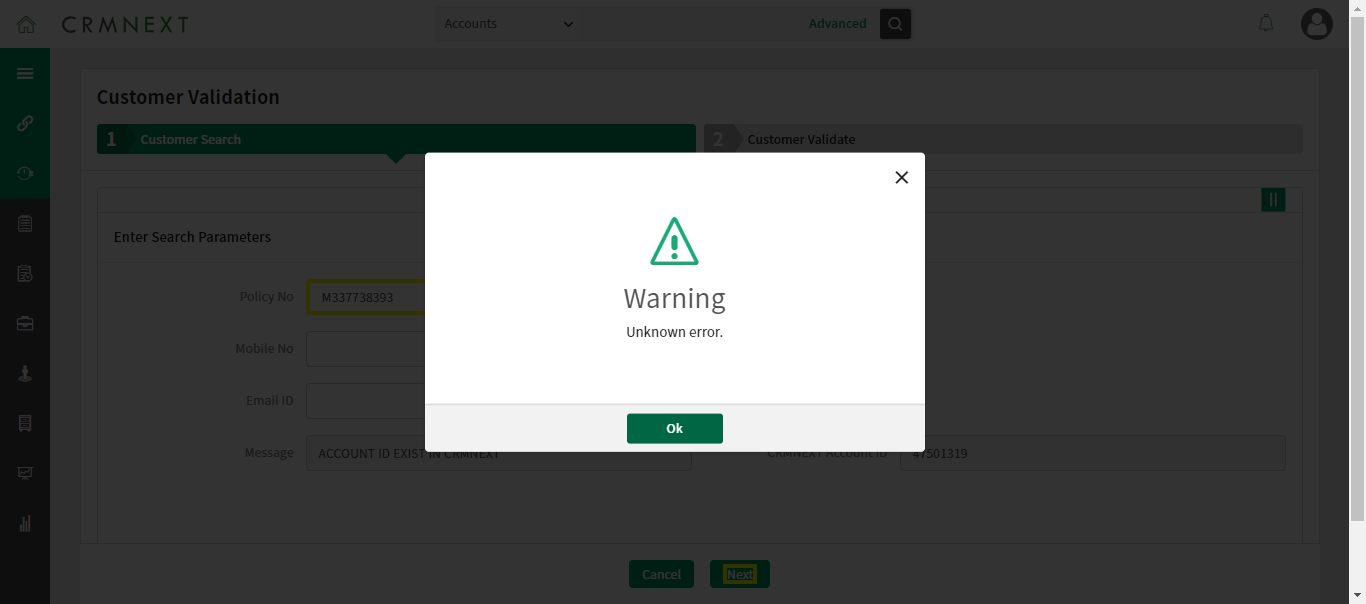 CRMNEXT
Accounts
Advanced
Customer Validation
1 Customer Search
2 Customer Validate
Enter Search Parameters
Policy No M337738393
Mobile No
Email ID
Message ACCOUNT ID EXIST IN CRMNEXT
CRMNEXT Account ID 47501319
Warning
Unknown error.
Ok
Cancel
Next